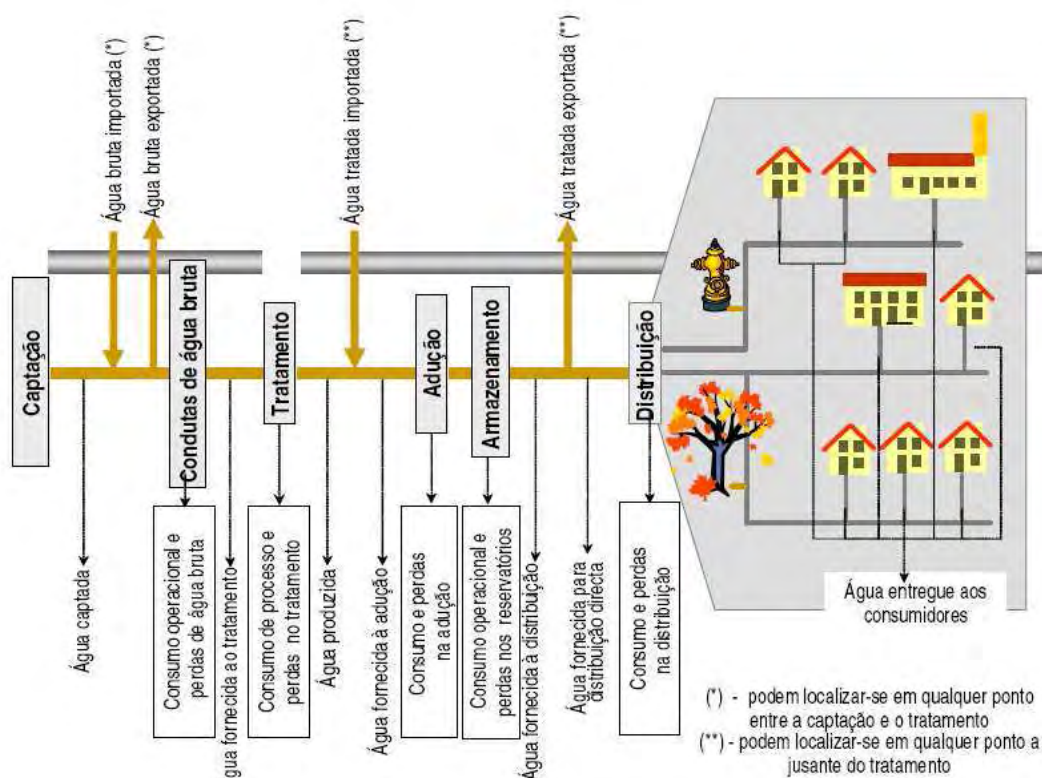 Água bruta importada (*)
Água bruta exportada (*)
Água tratada importada (**)
Água tratada exportada (**)
Captação
Condutas de água bruta
Tratamento
Adução
Armazenamento
Distribuição
Água captada
Consumo operacional e
perdas de água bruta
gua fornecida ao tratamento
Consumo de processo e
perdas no tratamento
Água produzida
Água fornecida à adução
Consumo e perdas
na adução
Consumo operacional e
perdas nos reservatórios
Água fornecida à distribuição
Água fornecida para
distribuição directa
Consumo e perdas
na distribuição
Água entregue aos
consumidores
(*) - podem localizar-se em qualquer ponto
entre a captação e o tratamento
(**) - podem localizar-se em qualquer ponto a
jusante do tratamento